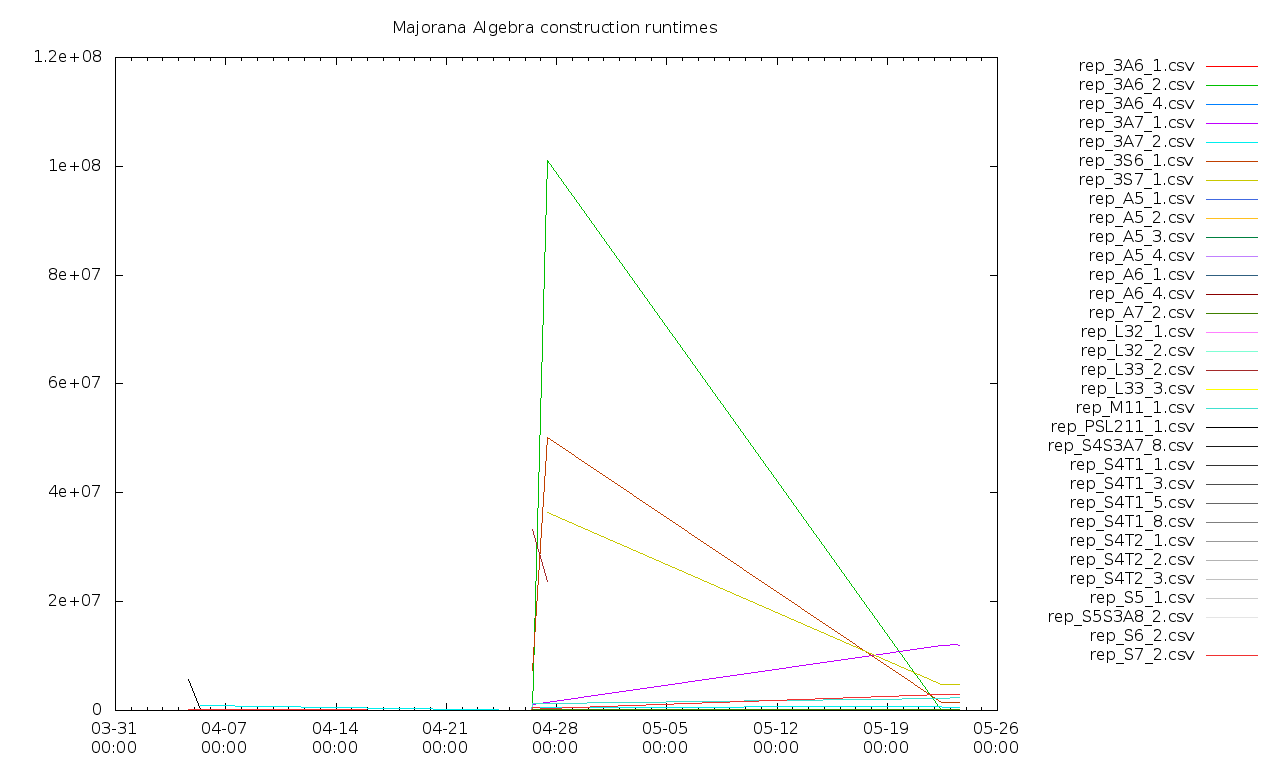 Majorana Algebra construction runtimes
1.2e+08
1e+08
8e+07
6e+07
4e+07
2e+07
0
03-31 04-07 04-14 04-21 04-28 05-05 05-12 05-19 05-26
00:00 00:00 00:00 00:00 00:00 00:00 00:00 00:00 00:00
rep_3A6_1.csv
rep_3A6_2.csv
rep_3A6_4.csv
rep_3A7_1.csv
rep_3A7_2.csv
rep_3S6_1.csv
rep_3S7_1.csv
rep_A5_1.csv
rep_A5_2.csv
rep_A5_3.csv
rep_A5_4.csv
rep_A6_1.csv
rep_A6_4.csv
rep_A7_2.csv
rep_L32_1.csv
rep_L32_2.csv
rep_L33_2.csv
rep_L33_3.csv
rep_M11_1.csv
rep_PSL211_1.csv
rep_S4S3A7_8.csv
rep_S4T1_1.csv
rep_S4T1_3.csv
rep_S4T1_5.csv
rep_S4T1_8.csv
rep_S4T2_1.csv
rep_S4T2_2.csv
rep_S4T2_3.csv
rep_S5_1.csv
rep_S5S3A8_2.csv
rep_S6_2.csv
rep_S7_2.csv